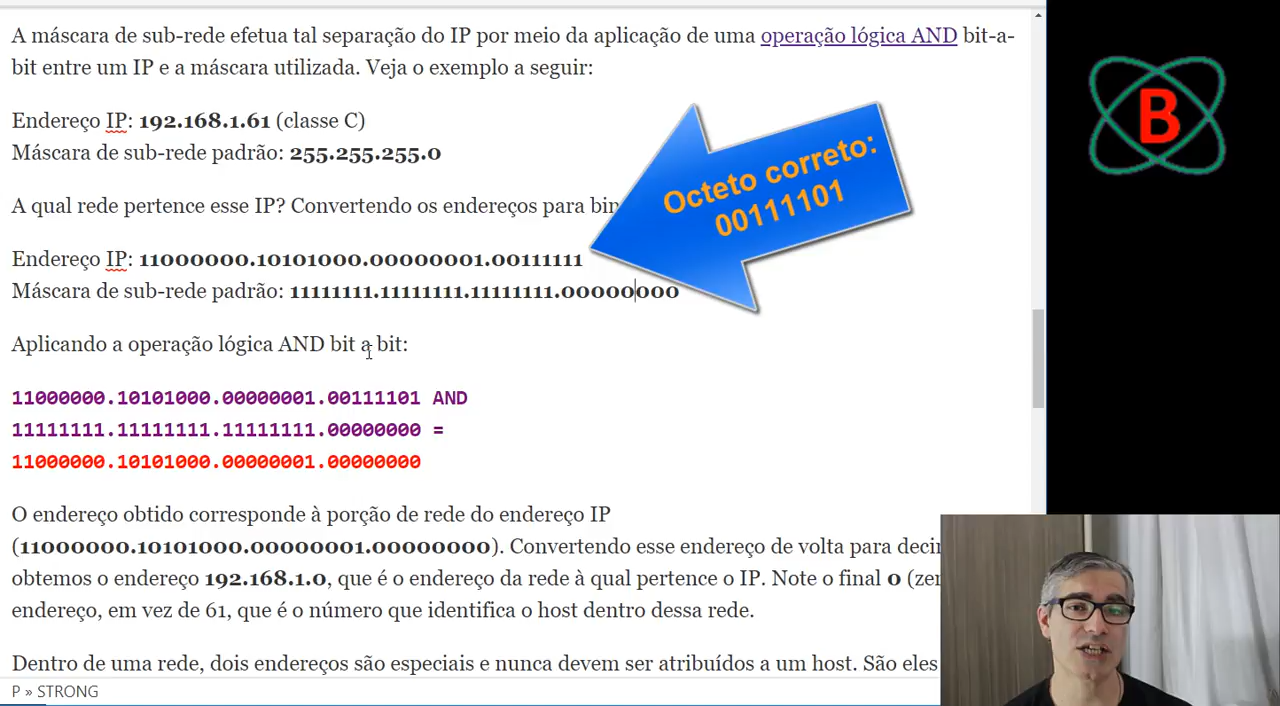 A máscara de sub-rede efetua tal separação do IP por meio da aplicação de uma operação lógica AND bit-a-
bit entre um IP e a máscara utilizada. Veja o exemplo a seguir:
Endereço IP: 192.168.1.61 (classe C)
Máscara de sub-rede padrão: 255.255.255.0
A qual rede pertence esse IP? Convertendo os endereços para bin
Octeto correto:
00111101
Endereço IP: 11000000.10101000.00000001.00111111
Máscara de sub-rede padrão: 11111111.11111111.11111111.00000000
Aplicando a operação lógica AND bit a bit:
11000000.10101000.00000001.00111101 AND
11111111.11111111.11111111.00000000 =
11000000.10101000.00000001.00000000
O endereço obtido corresponde à porção de rede do endereço IP
(11000000.10101000.00000001.00000000). Convertendo esse endereço de volta para deci
obtemos o endereço 192.168.1.0, que é o endereço da rede à qual pertence o IP. Note o final 0 (zer
endereço, em vez de 61, que é o número que identifica o host dentro dessa rede.
Dentro de uma rede, dois endereços são especiais e nunca devem ser atribuídos a um host. São eles
P » STRONG
B